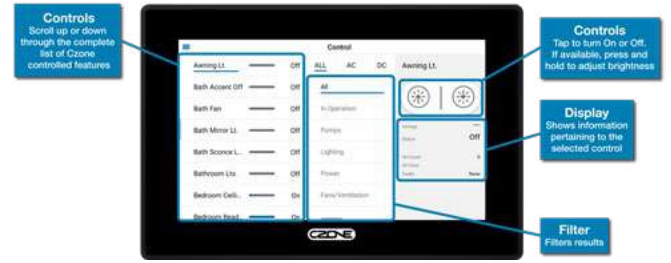 Controls
Scroll up or down
through the complete
list of Czone
controlled features
Control
Awning Lt. Off
Bath Accent Off Off
Bath Fan Off
Bath Mirror Lt. Off
Bath Sconce L... Off
Bathroom Lts Off
Bedroom Ceili... On
Bedroom Read... On
ALL AC DC
All
In Operation
Pumps
Lighting
Power
Fans/Ventilation
Awning Lt.
Off
0
None
CZONE
Controls
Tap to turn On or Off.
If available, press and
hold to adjust brightness
Display
Shows information
pertaining to the
selected control
Filter
Filters results